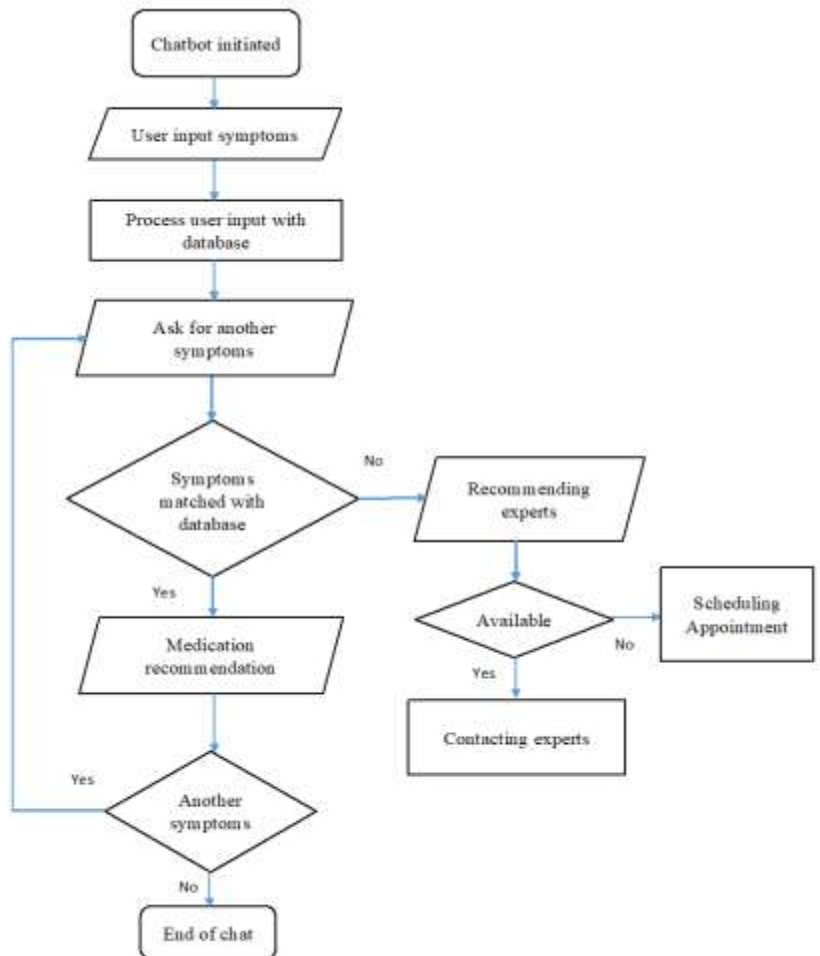 Chatbot initiated
User input symptoms
Process user input with
database
Ask for another
symptoms
Symptoms
matched with
database
No
Recommending
experts
Yes
Available
No
Scheduling
Appointment
Yes
Contacting experts
Medication
recommendation
Yes
Another
symptoms
No
End of chat